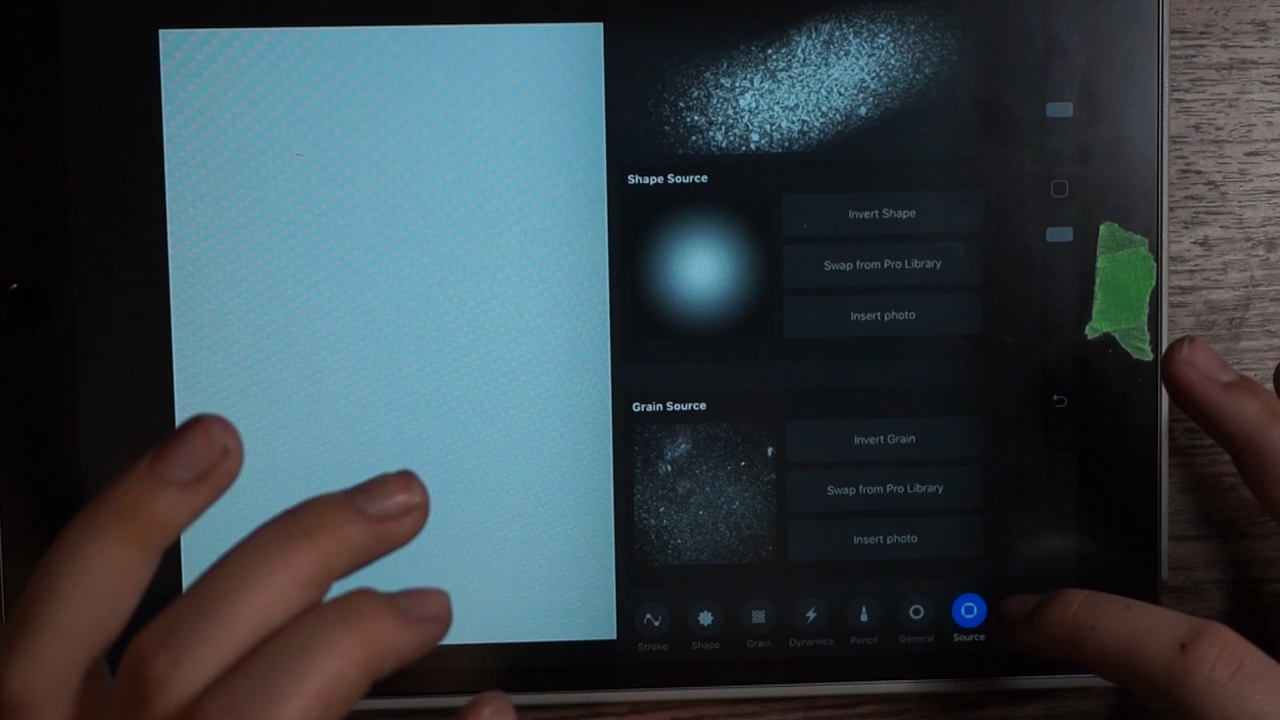 Shape Source
Invert Shape
Swap from Pro Library
Insert photo
Grain Source
Invert Grain
Swap from Pro Library
Insert photo
Stroke
Shape
Grain
Dynamics
Pencil
General
Source